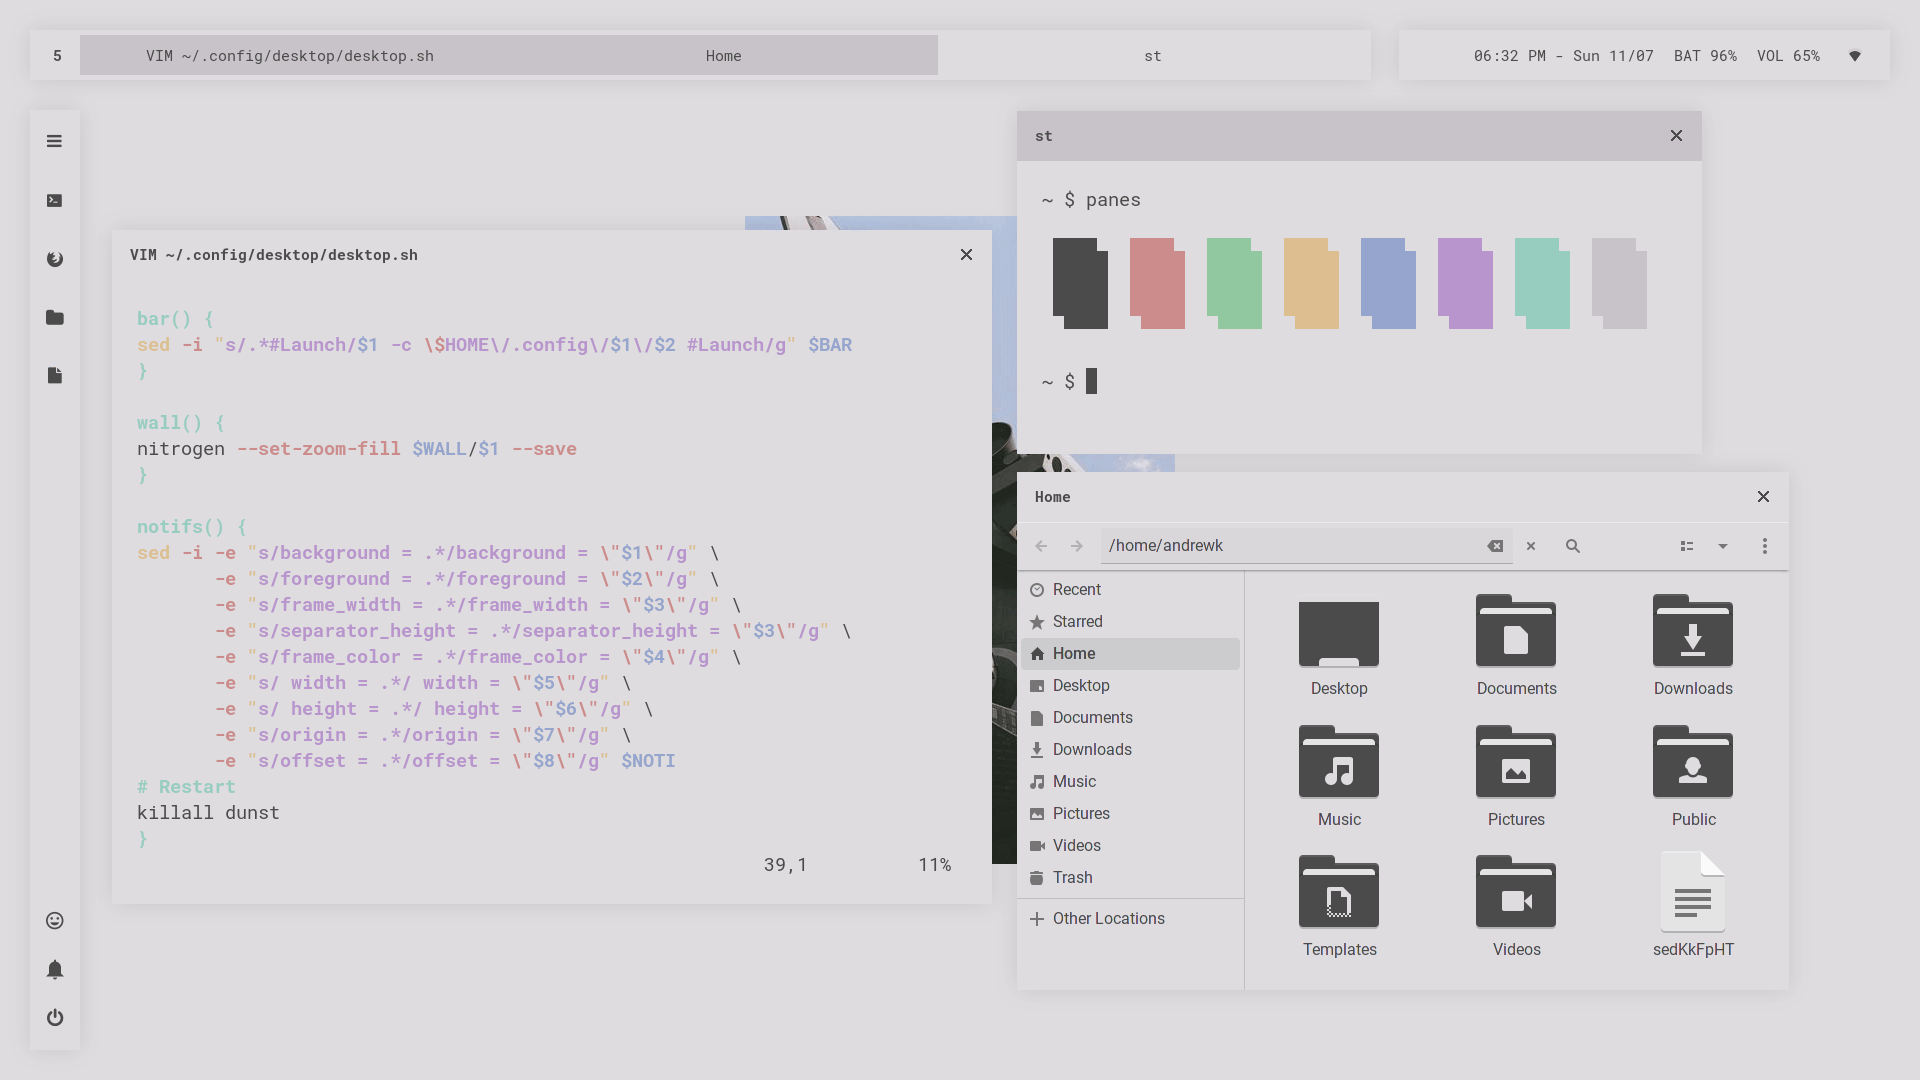 5
VIM ~/.config/desktop/desktop.sh
Home
st
06:32 PM - Sun 11/07 BAT 96% VOL 65%
VIM ~/.config/desktop/desktop.sh
bar() {
sed -i "s/.*#Launch/$1 -c \$HOME\/.config\/$1\/$2 #Launch/g" $BAR
}
wall() {
nitrogen --set-zoom-fill $WALL/$1 --save
}
notifs() {
sed -i -e "s/background = .*/background = \"$1\"/g" \
-e "s/foreground = .*/foreground = \"$2\"/g" \
-e "s/frame_width = .*/frame_width = \"$3\"/g" \
-e "s/separator_height = .*/separator_height = \"$3\"/g" \
-e "s/frame_color = .*/frame_color = \"$4\"/g" \
-e "s/ width = .*/ width = \"$5\"/g" \
-e "s/ height = .*/ height = \"$6\"/g" \
-e "s/origin = .*/origin = \"$7\"/g" \
-e "s/offset = .*/offset = \"$8\"/g" $NOTI
# Restart
killall dunst
}
39,1 11%
st
~ $ panes
~ $
Home
/home/andrewk
Recent
Starred
Home
Desktop
Documents
Downloads
Music
Pictures
Videos
Trash
Other Locations
Desktop Documents Downloads
Music Pictures Public
Templates Videos sedKkFpHT